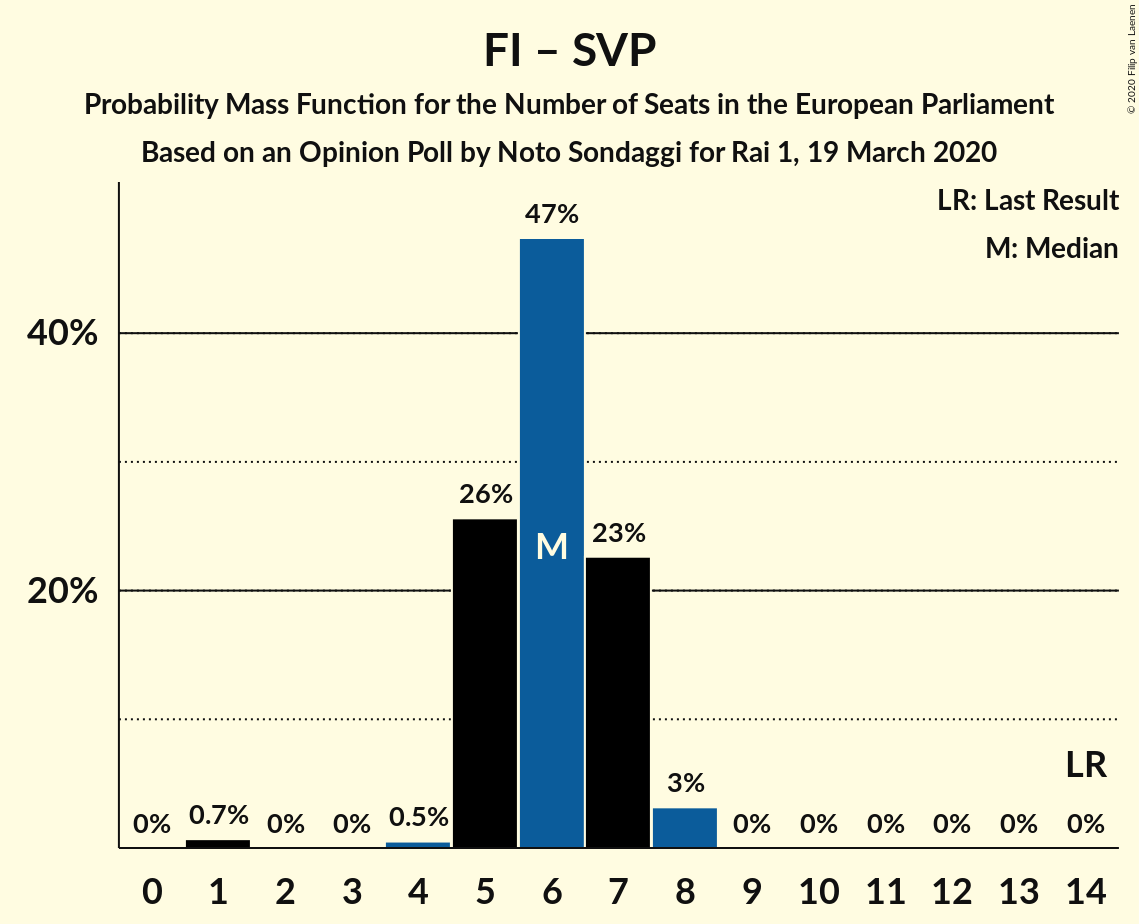 FI – SVP
Probability Mass Function for the Number of Seats in the European Parliament
Based on an Opinion Poll by Noto Sondaggi for Rai 1, 19 March 2020
© 2020 Filip van Laenen
LR: Last Result
M: Median
47%
40%
26%
23%
M
20%
LR
3%
0% 0.7% 0% 0% 0.5% 0% 0% 0% 0% 0% 0%
0 1 2 3 4 5 6 7 8 9 10 11 12 13 14